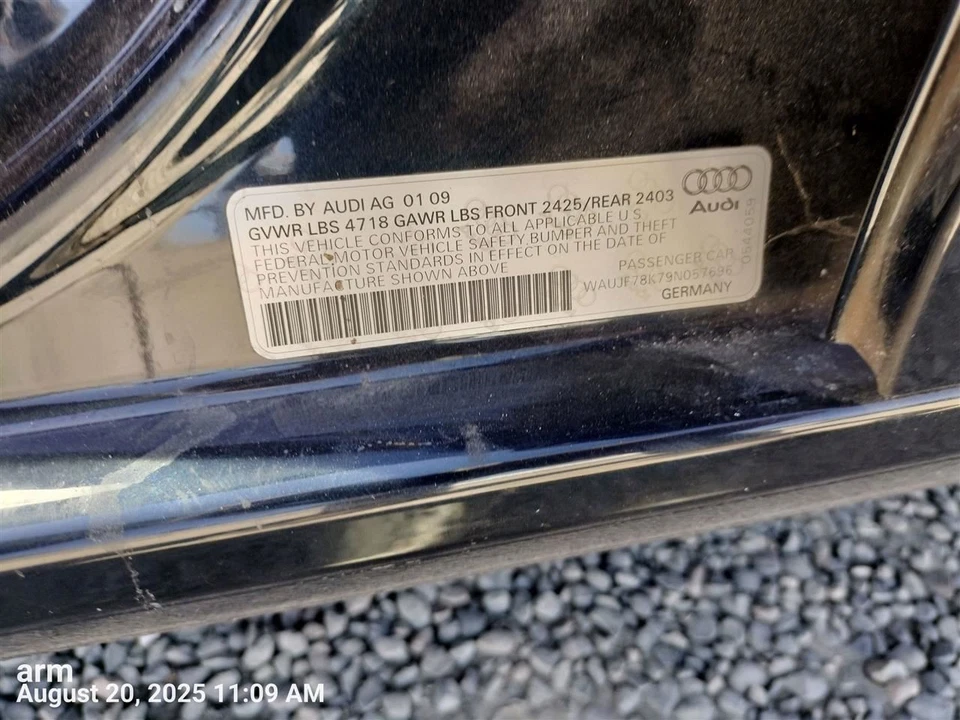 MFD. BY AUDI AG 01 09
GVWR LBS 4718 GAWR LBS FRONT 2425/REAR 2403
THIS VEHICLE CONFORMS TO ALL APPLICABLE U S
FEDERAL MOTOR VEHICLE SAFETY, BUMPER AND THEFT
PREVENTION STANDARDS IN EFFECT ON THE DATE OF
MANUFACTURE SHOWN ABOVE
PASSENGER CAR
WAUJF78K79N057696
GERMANY
Audi
0644059
arm
August 20, 2025 11:09 AM